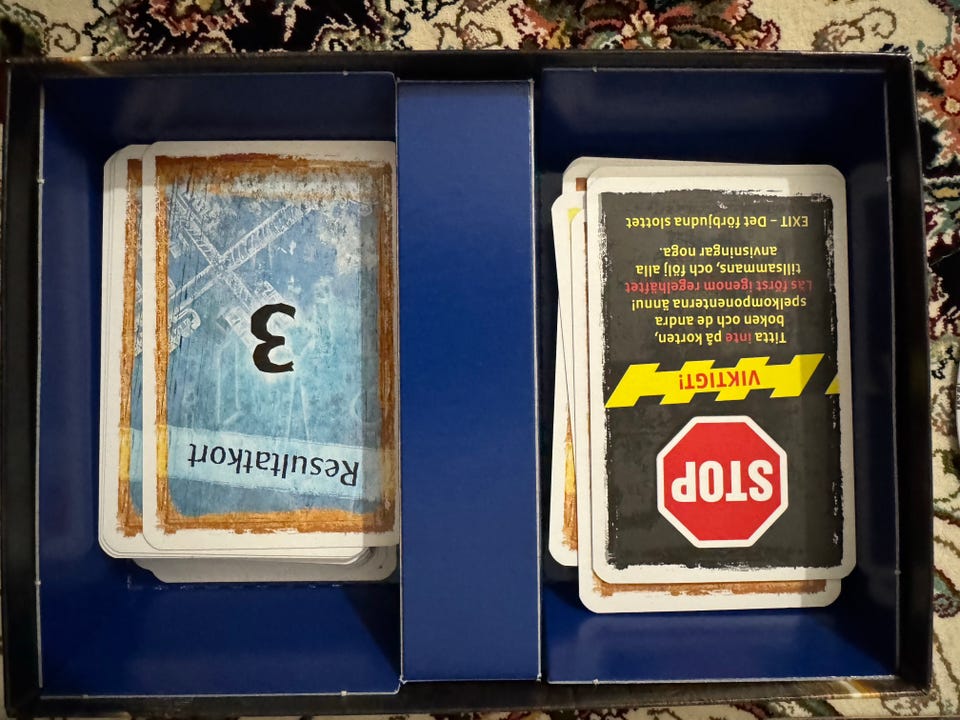 Resultatkort
3
STOP
VIKTIGT!
Titta inte på korten,
boken och de andra
spelkomponenterna ännu!
Läs först igenom regelhäftet
tillsammans, och följ alla
anvisningar noga.
EXIT – Det förbjudna slottet